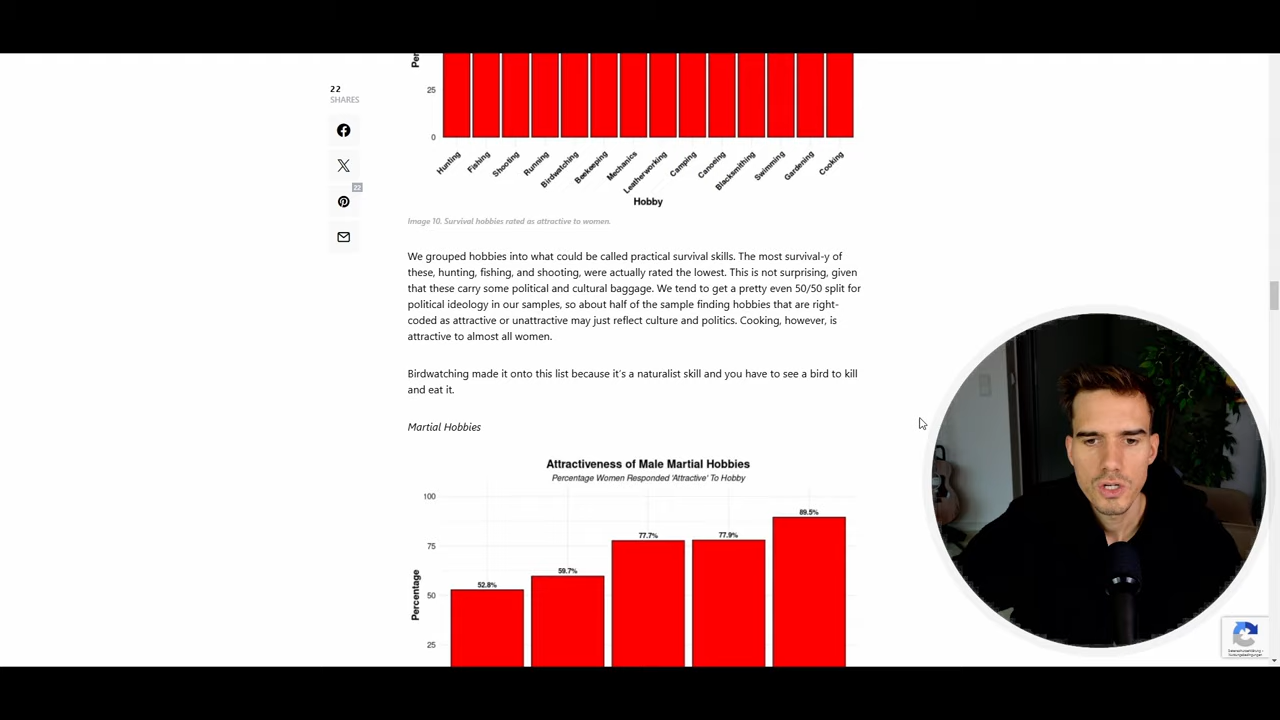 22
SHARES
22
25
0
Hunting
Fishing
Shooting
Running
Birdwatching
Beekeeping
Mechanics
Leatherworking
Camping
Canoeing
Blacksmithing
Swimming
Gardening
Cooking
Hobby
Image 10. Survival hobbies rated as attractive to women.
We grouped hobbies into what could be called practical survival skills. The most survival-y of
these, hunting, fishing, and shooting, were actually rated the lowest. This is not surprising, given
that these carry some political and cultural baggage. We tend to get a pretty even 50/50 split for
political ideology in our samples, so about half of the sample finding hobbies that are right-
coded as attractive or unattractive may just reflect culture and politics. Cooking, however, is
attractive to almost all women.
Birdwatching made it onto this list because it's a naturalist skill and you have to see a bird to kill
and eat it.
Martial Hobbies
Attractiveness of Male Martial Hobbies
Percentage Women Responded 'Attractive' To Hobby
Percentage
100
75
50
25
52.8%
59.7%
77.7%
77.9%
89.5%